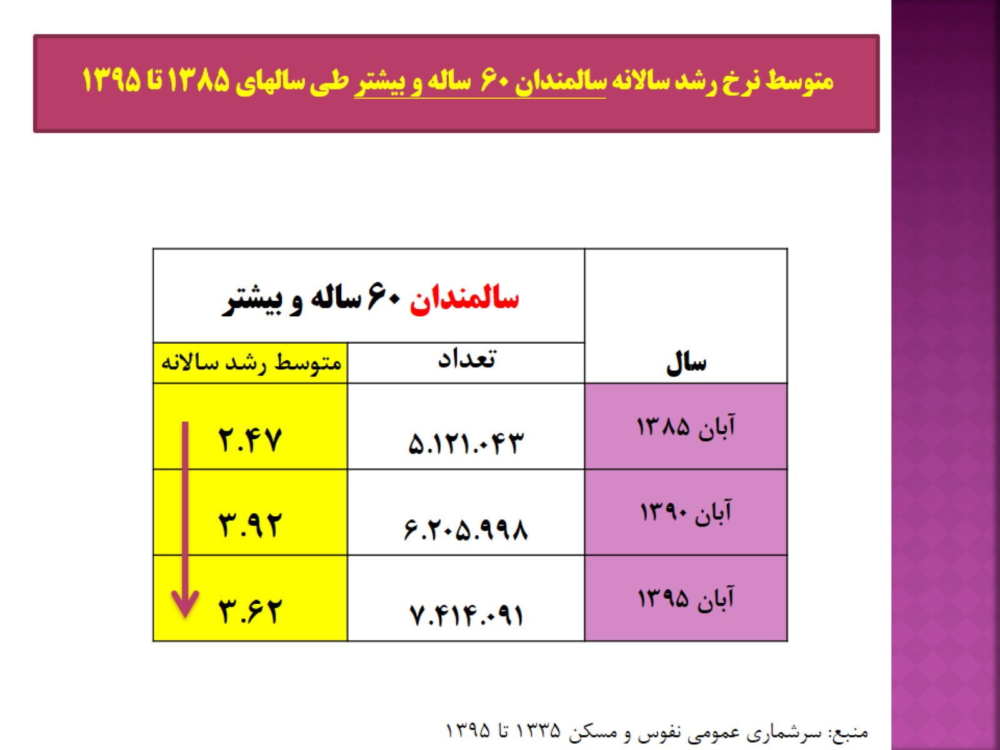 متوسط نرخ رشد سالانه سالمندان ۶۰ ساله و بیشتر طی سالهای ۱۳۸۵ تا ۱۳۹۵
سالمندان ۶۰ ساله و بیشتر
سال
تعداد
متوسط رشد سالانه
آبان ۱۳۸۵
۵.۱۲۱.۰۴۳
۲.۴۷
آبان ۱۳۹۰
۶.۲۰۵.۹۹۸
۳.۹۲
آبان ۱۳۹۵
۷.۴۱۴.۰۹۱
۳.۶۲
منبع: سرشماری عمومی نفوس و مسکن ۱۳۳۵ تا ۱۳۹۵